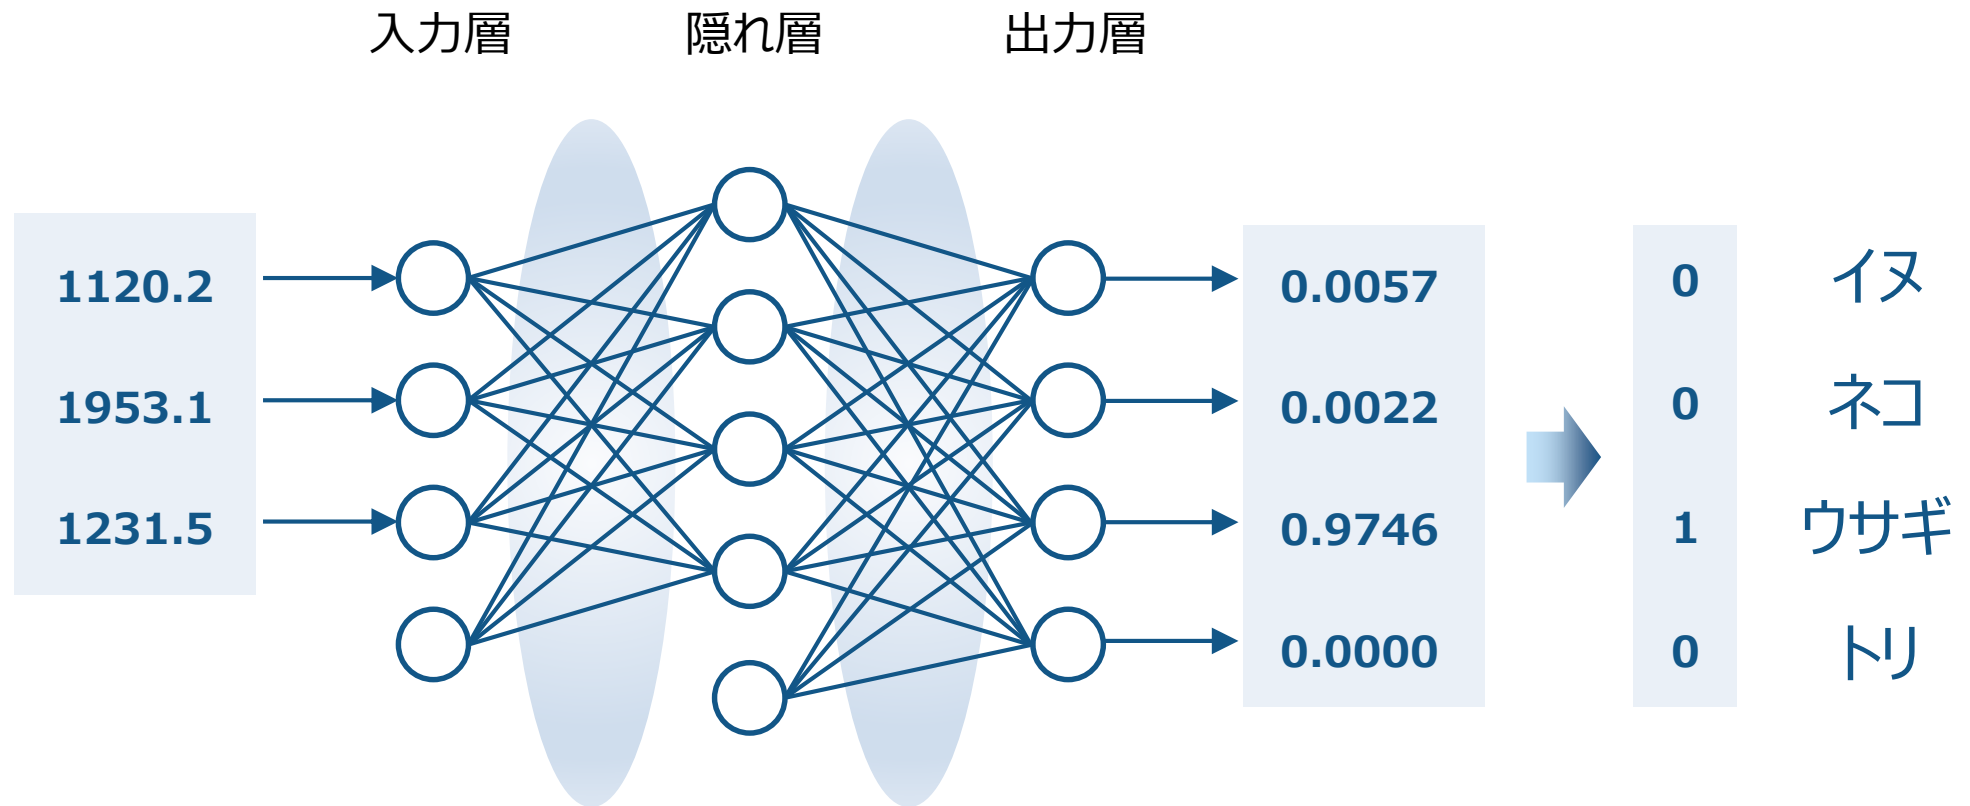 入力層 隠れ層 出力層
1120.2 0.0057 0 イヌ
1953.1 0.0022 0 ネコ
1231.5 0.9746 1 ウサギ
0.0000 0 トリ